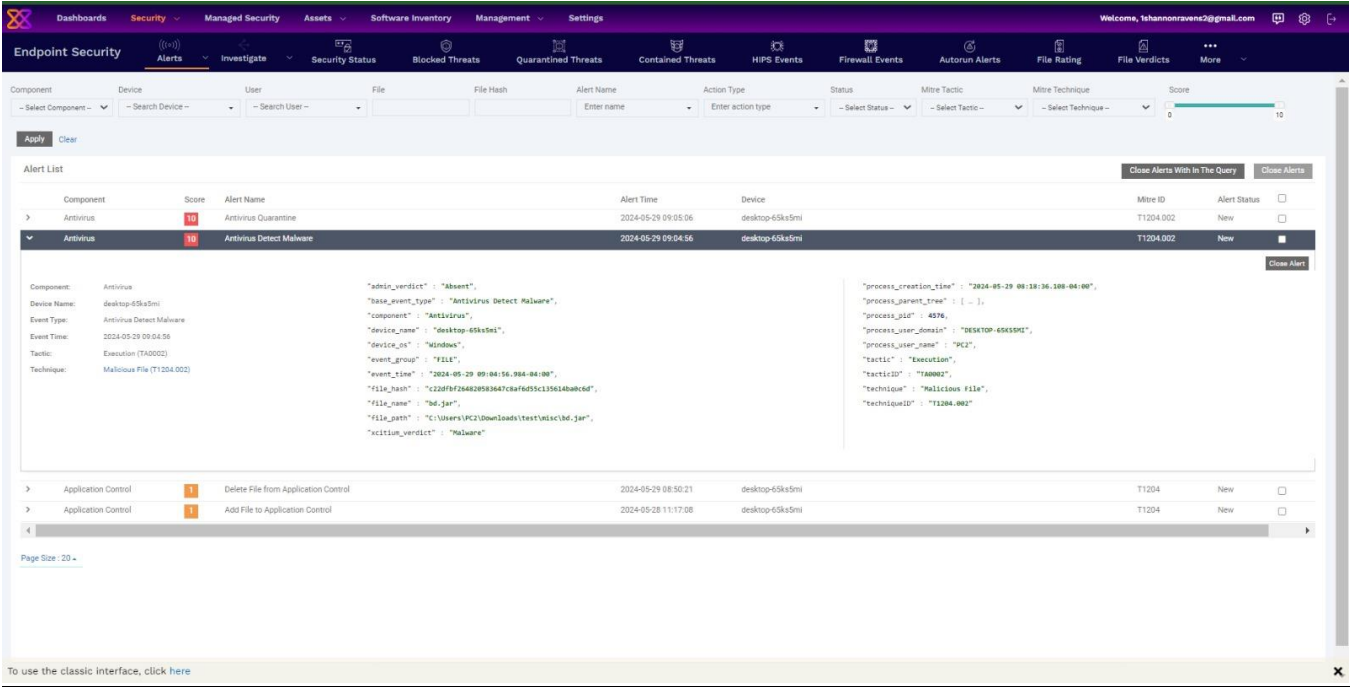 Dashboards Security Managed Security Assets Software Inventory Management Settings Welcome, 1shannonravens2@gmail.com
Endpoint Security Alerts Investigate Security Status Blocked Threats Quarantined Threats Contained Threats HIPS Events Firewall Events Autorun Alerts File Rating File Verdicts More
Component Device User File File Hash Alert Name Action Type Status Mitre Tactic Mitre Technique Score
-- Select Component -- -- Search Device -- -- Search User -- Enter name Enter action type -- Select Status -- -- Select Tactic -- -- Select Technique -- 0 10
Apply Clear
Alert List Close Alerts With In The Query Close Alerts
Component Score Alert Name Alert Time Device Mitre ID Alert Status
Antivirus 10 Antivirus Quarantine 2024-05-29 09:05:06 desktop-65ks5mi T1204.002 New
Antivirus 10 Antivirus Detect Malware 2024-05-29 09:04:56 desktop-65ks5mi T1204.002 New
Close Alert
Component: Antivirus
Device Name: desktop-65ks5mi
Event Type: Antivirus Detect Malware
Event Time: 2024-05-29 09:04:56
Tactic: Execution (TA0002)
Technique: Malicious File (T1204.002)
"admin_verdict" : "Absent",
"base_event_type" : "Antivirus Detect Malware",
"component" : "Antivirus",
"device_name" : "desktop-65ks5mi",
"device_os" : "Windows",
"event_group" : "FILE",
"event_time" : "2024-05-29 09:04:56.984-04:00",
"file_hash" : "c22dfbf264820583647c8af6d55c135614ba0c6d",
"file_name" : "bd.jar",
"file_path" : "C:\Users\PC2\Downloads\test\misc\bd.jar",
"xcitium_verdict" : "Malware"
"process_creation_time" : "2024-05-29 08:18:36.108-04:00",
"process_parent_tree" : [ … ],
"process_pid" : 4576,
"process_user_domain" : "DESKTOP-65KS5MI",
"process_user_name" : "PC2",
"tactic" : "Execution",
"tacticID" : "TA0002",
"technique" : "Malicious File",
"techniqueID" : "T1204.002"
Application Control 1 Delete File from Application Control 2024-05-29 08:50:21 desktop-65ks5mi T1204 New
Application Control 1 Add File to Application Control 2024-05-28 11:17:08 desktop-65ks5mi T1204 New
Page Size : 20
To use the classic interface, click here